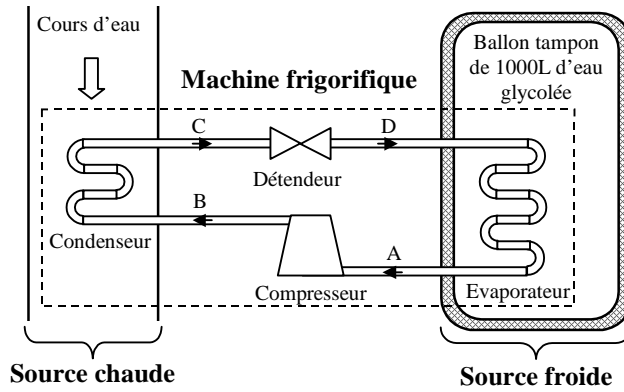 Cours d'eau
Ballon tampon
de 1000L d'eau
glycolée
Machine frigorifique
C
D
Détendeur
B
Condenseur
A
Compresseur
Evaporateur
Source chaude
Source froide